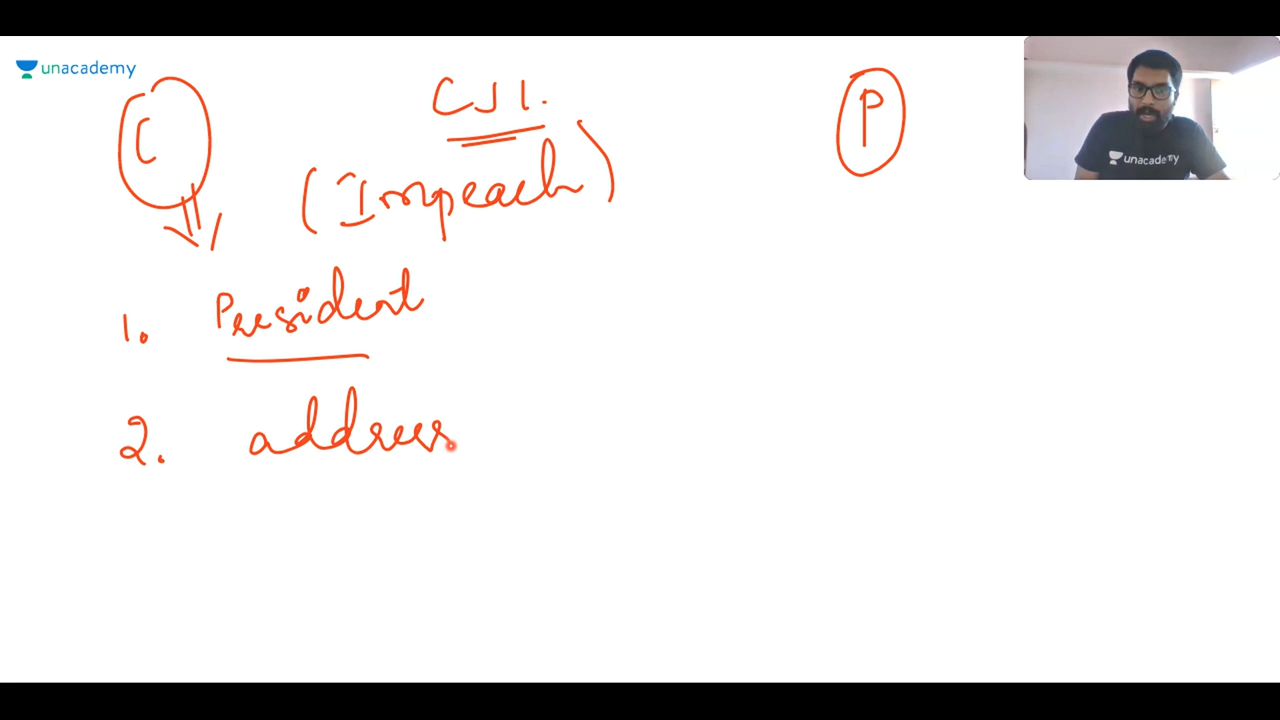 unacademy
C
CJI.
P
unacademy
(Impeach)
1. President
2. address